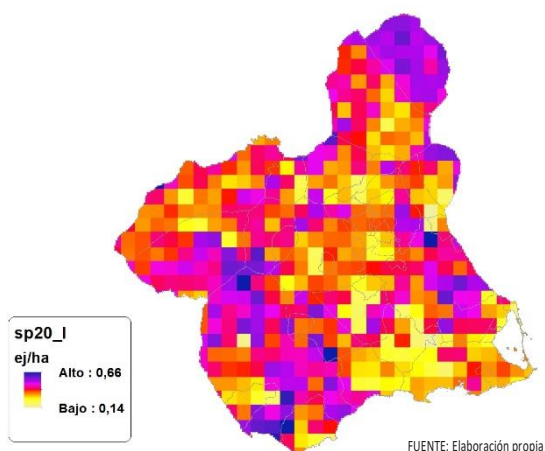 sp20_I
ej/ha
Alto : 0,66
Bajo : 0,14
FUENTE: Elaboración propia